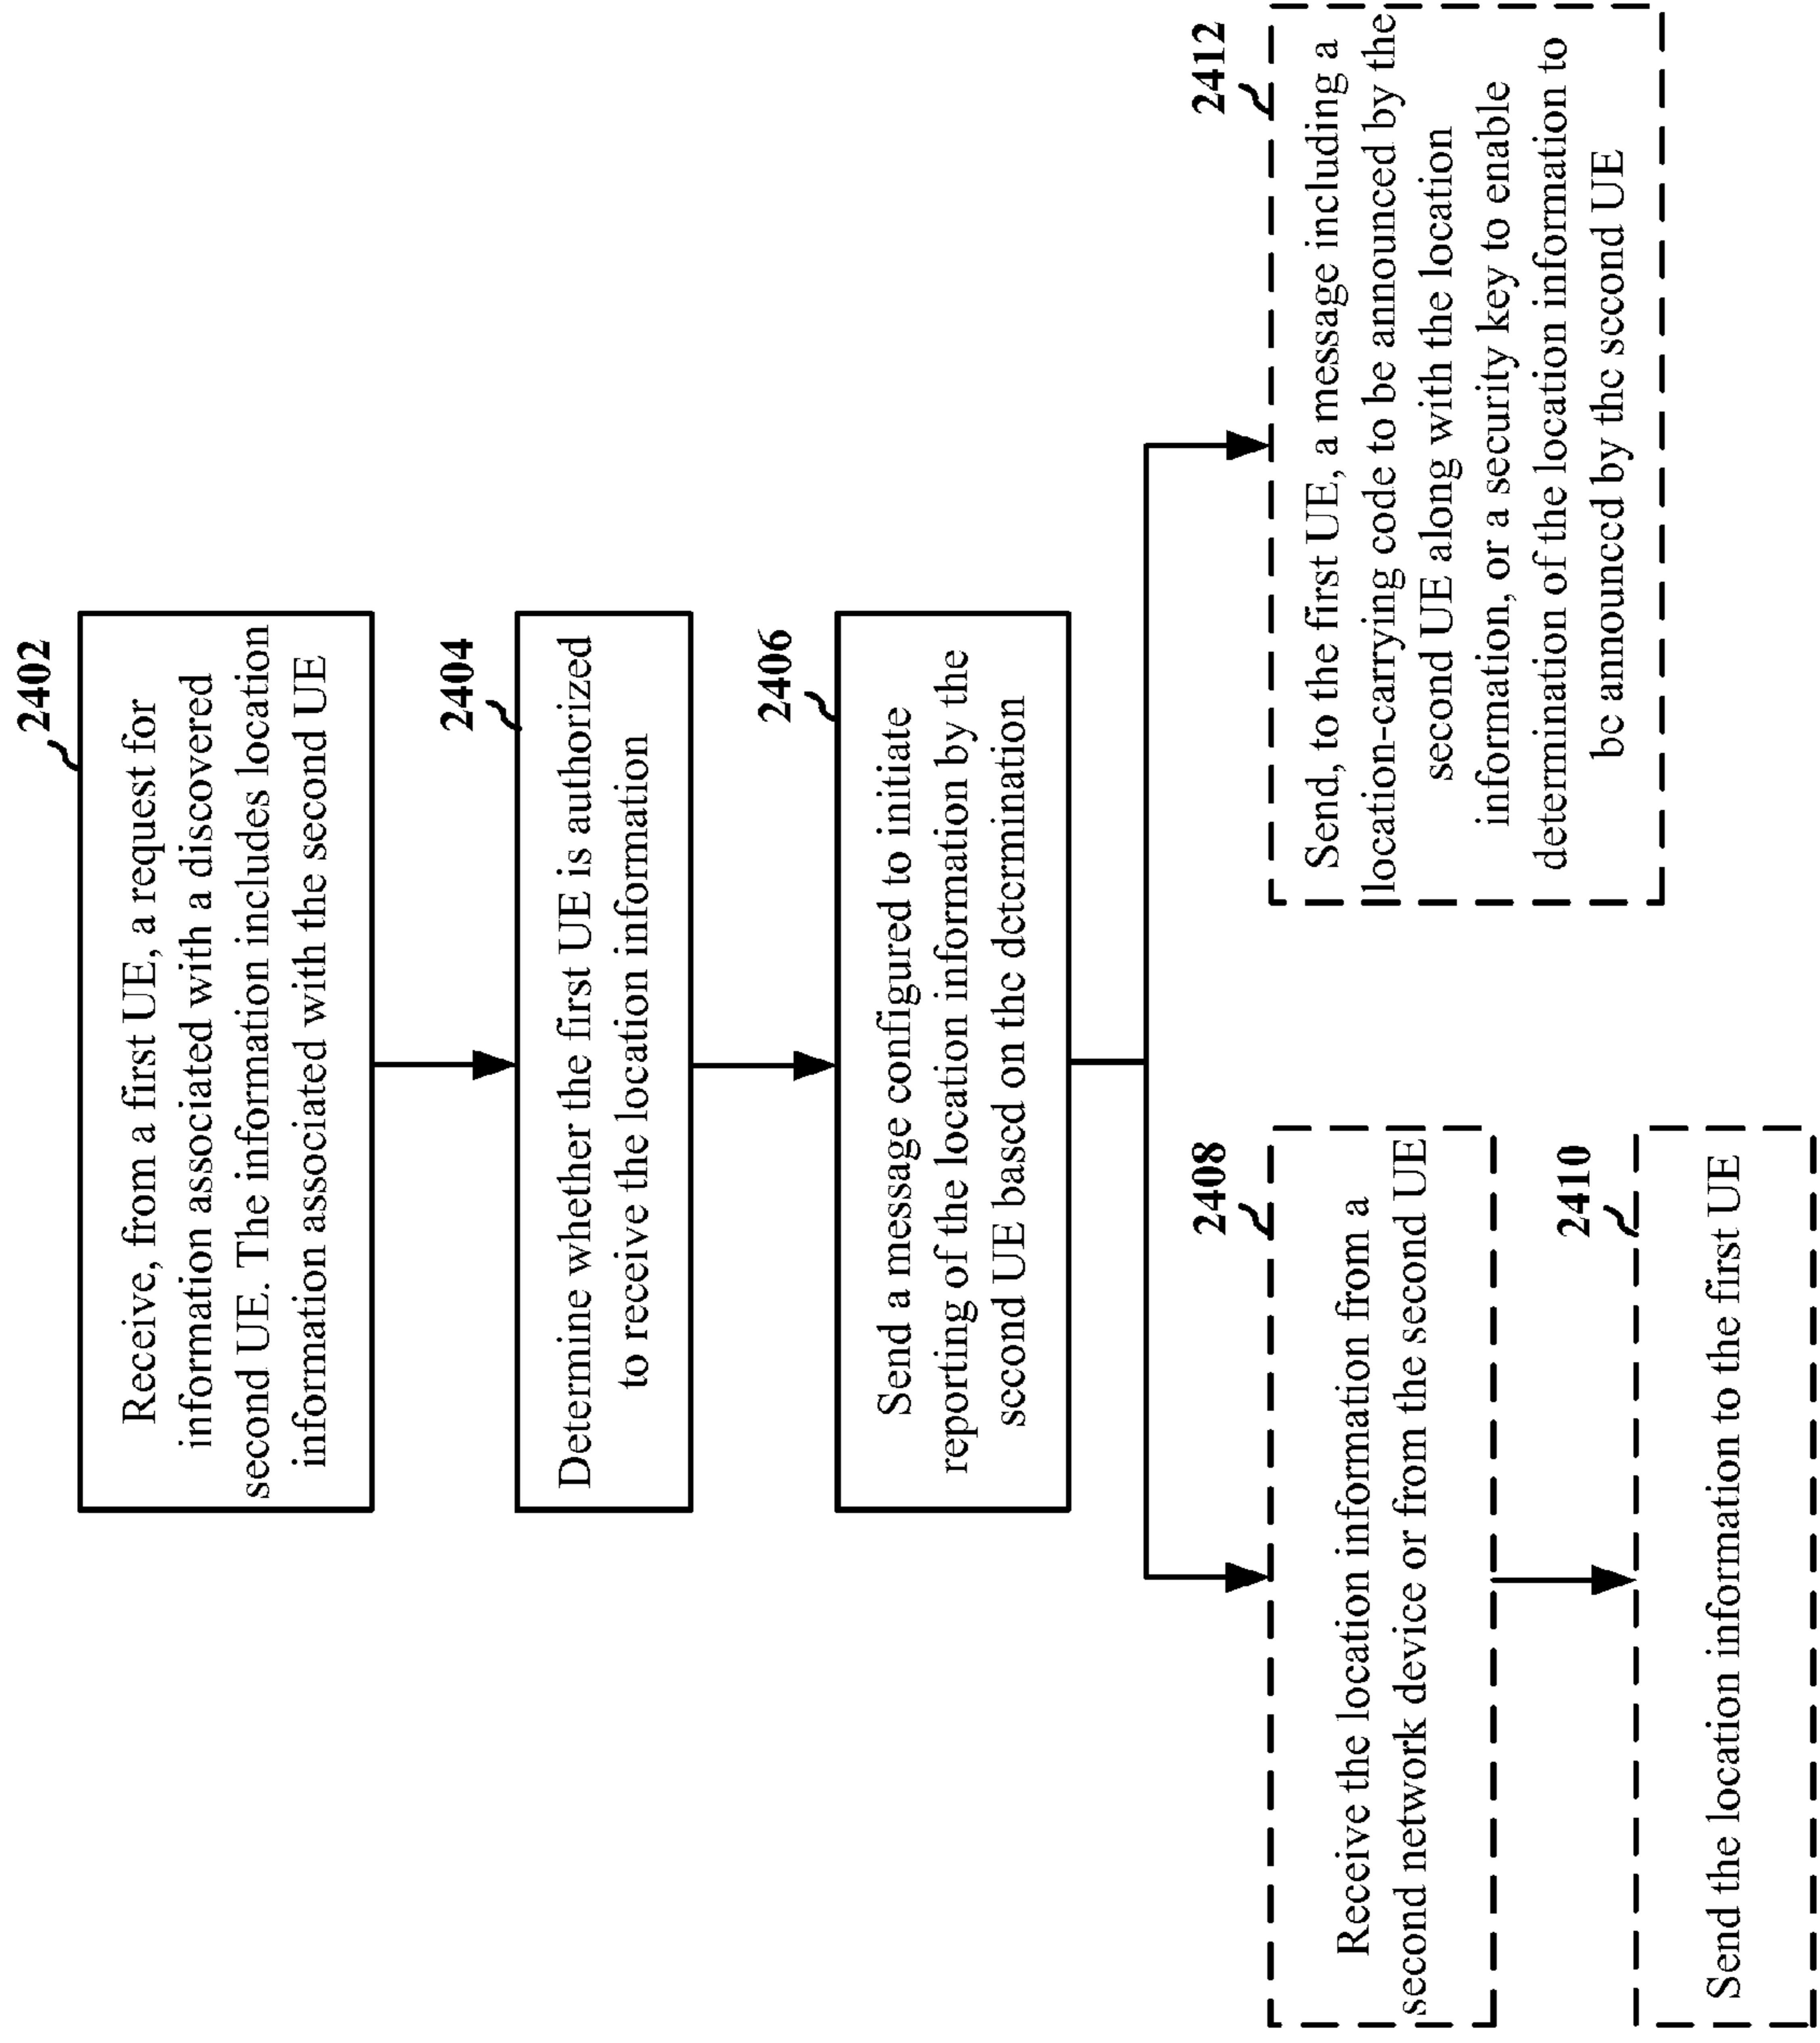 2402
Receive, from a first UE, a request for
information associated with a discovered
second UE. The information includes location
information associated with the second UE
2404
Determine whether the first UE is authorized
to receive the location information
2406
Send a message configured to initiate
reporting of the location information by the
second UE based on the determination
2408
Receive the location information from a
second network device or from the second UE
2410
Send the location information to the first UE
2412
Send, to the first UE, a message including a
location-carrying code to be announced by the
second UE along with the location
information, or a security key to enable
determination of the location information to
be announced by the second UE